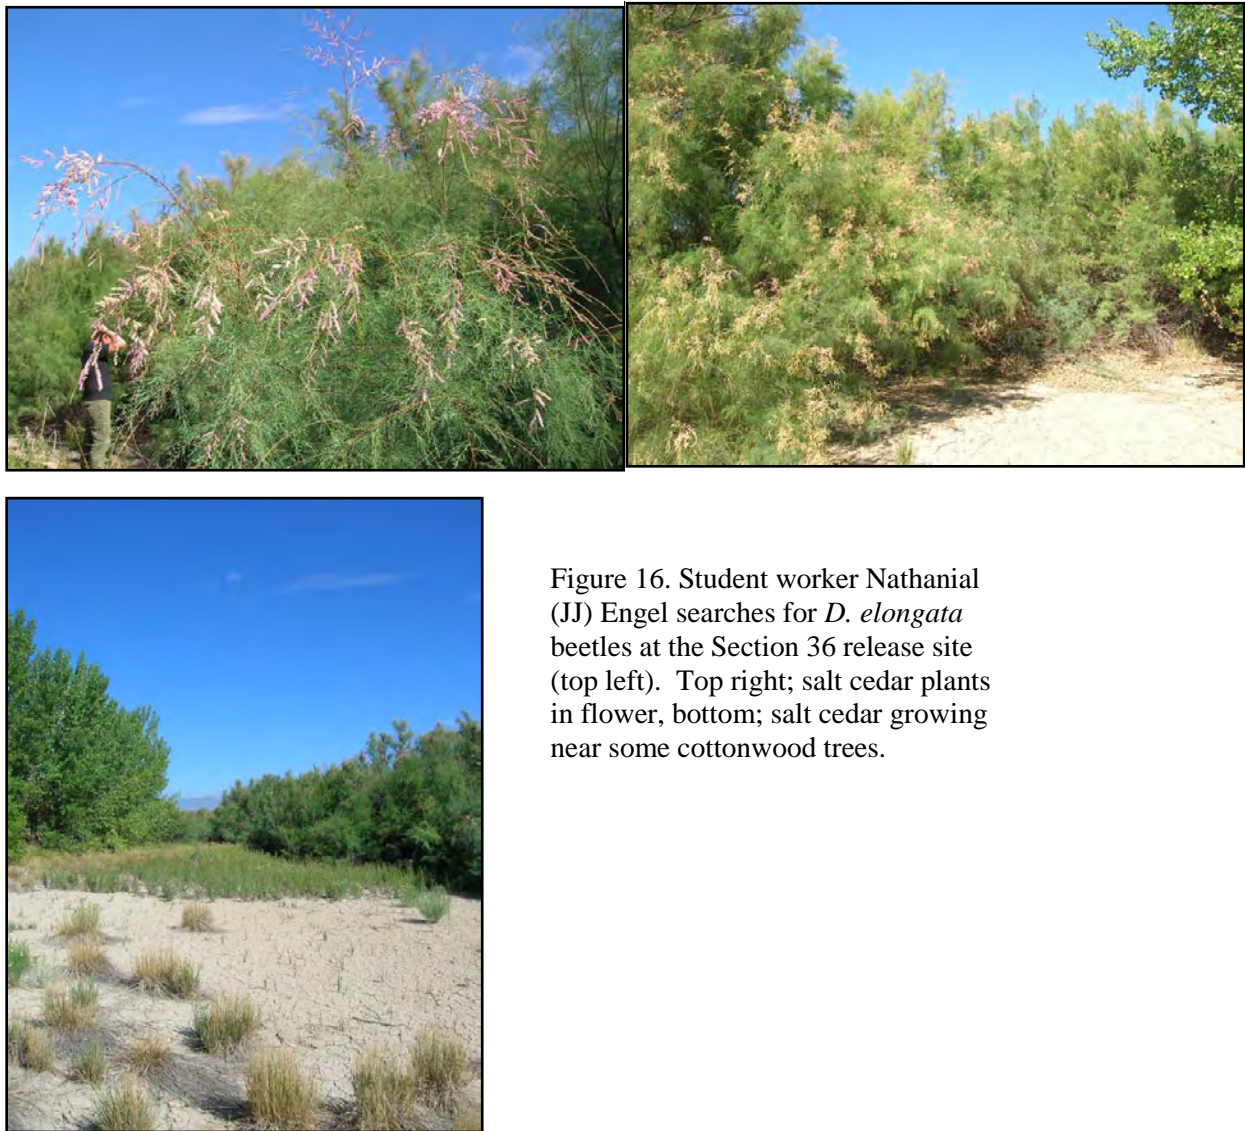 Figure 16. Student worker Nathanial
(JJ) Engel searches for D. elongata
beetles at the Section 36 release site
(top left).  Top right; salt cedar plants
in flower, bottom; salt cedar growing
near some cottonwood trees.